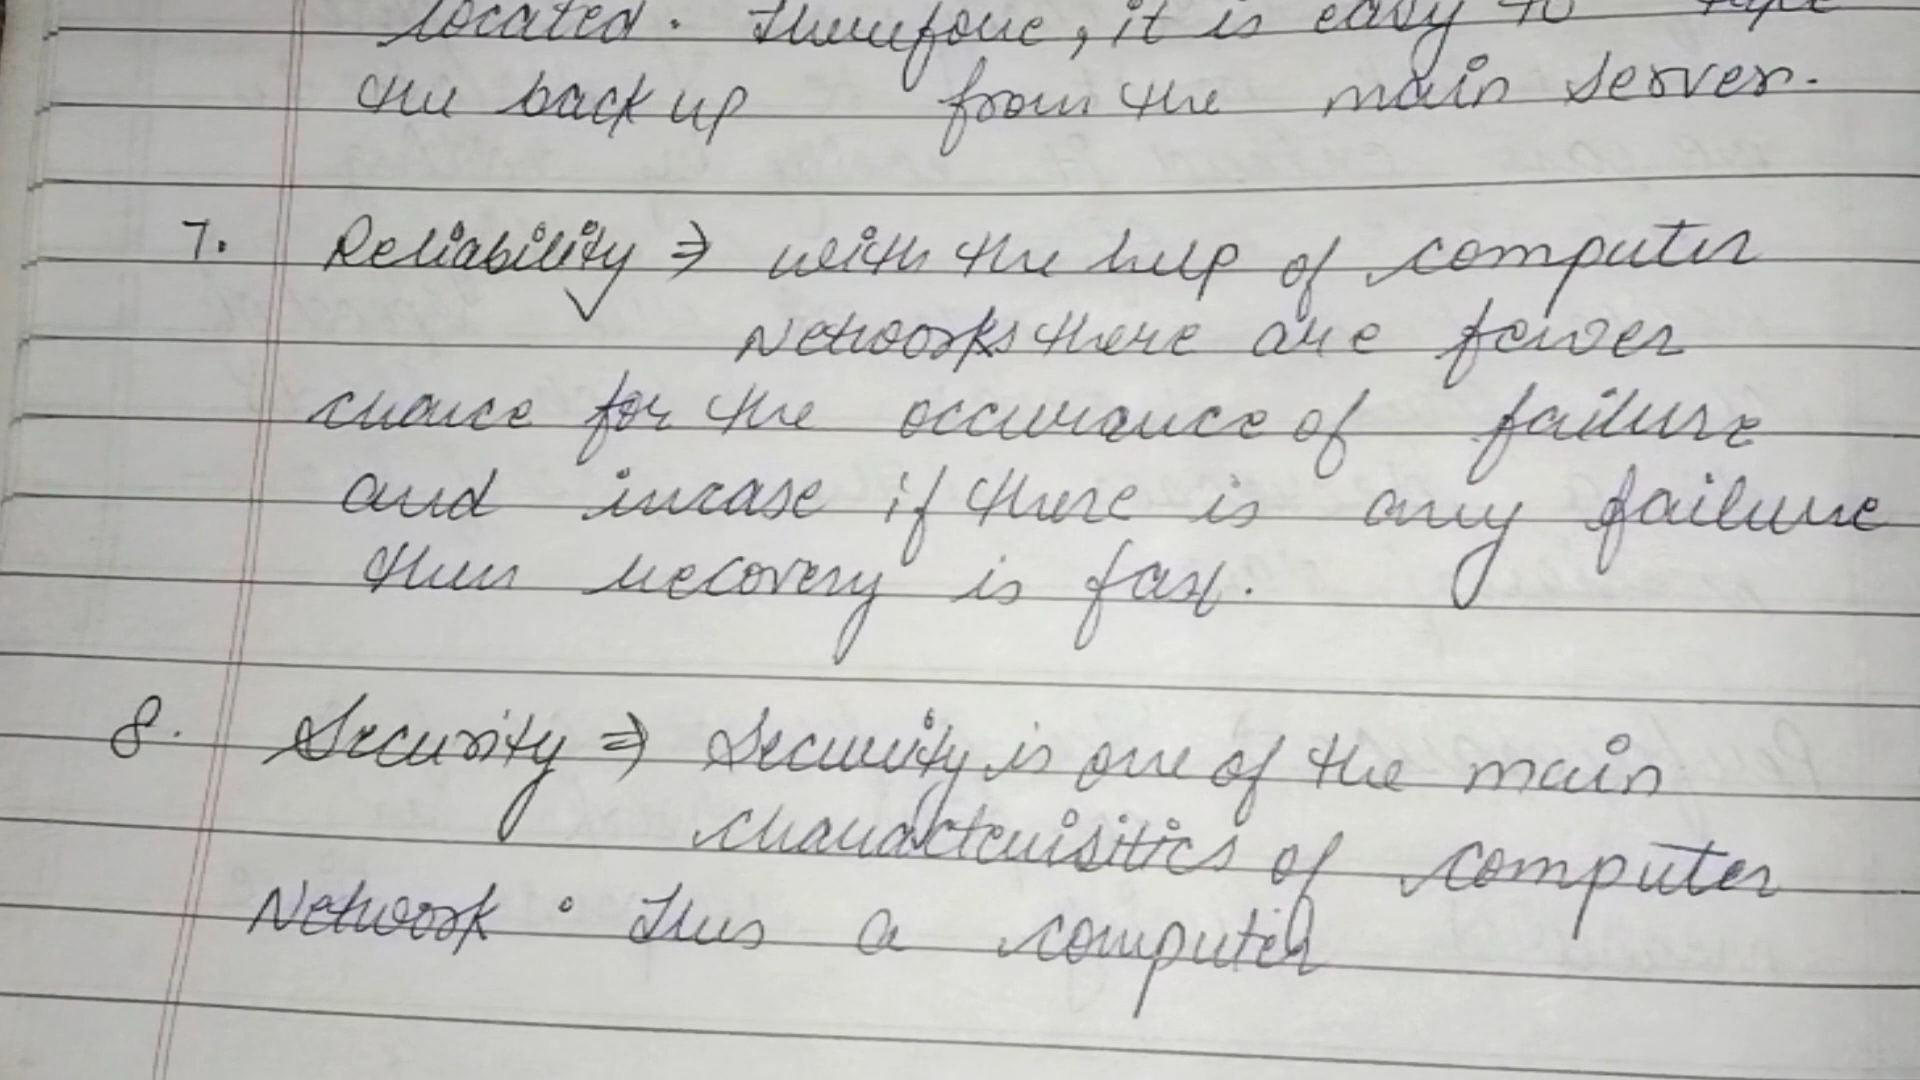 located. Therefore, it is easy to take
the back up from the main server.
7. Reliability ⇒ with the help of computer
Networks there are fewer
chance for the occurance of failure
and incase if there is any failure
then recovery is fast.
8. Security ⇒ Security is one of the main
characterisitics of computer
Network. Thus a computer